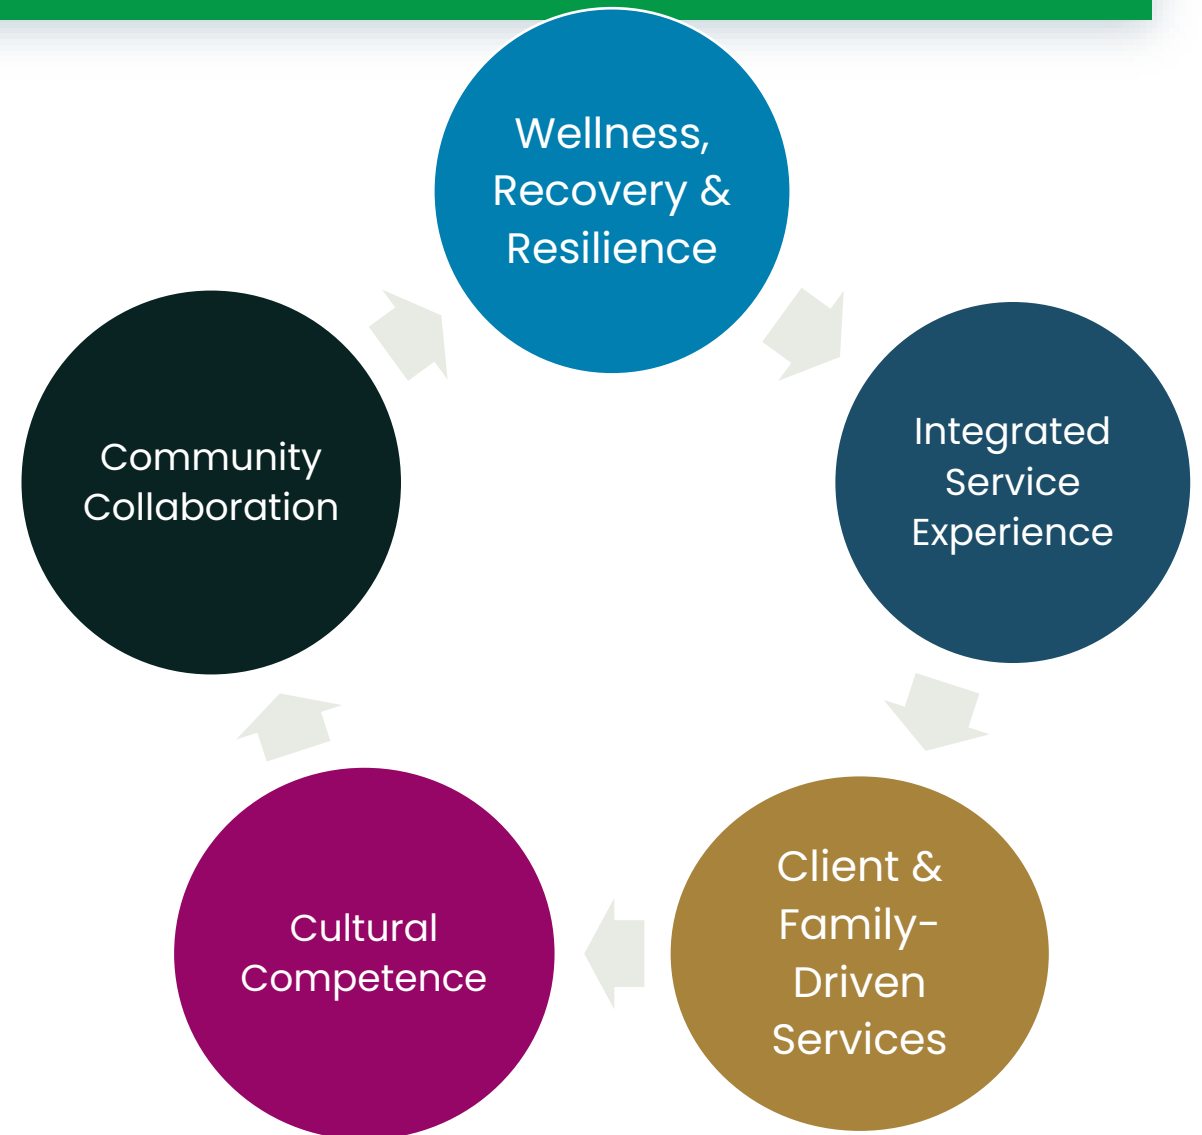 Wellness,
Recovery &
Resilience
Integrated
Service
Experience
Client &
Family-
Driven
Services
Cultural
Competence
Community
Collaboration